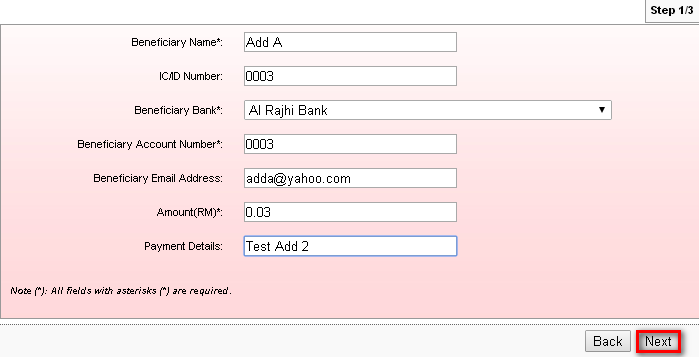 Step 1/3
Beneficiary Name*: Add A
IC/ID Number: 0003
Beneficiary Bank*: Al Rajhi Bank
Beneficiary Account Number*: 0003
Beneficiary Email Address: adda@yahoo.com
Amount(RM)*: 0.03
Payment Details: Test Add 2
Note (*): All fields with asterisks (*) are required.
Back Next